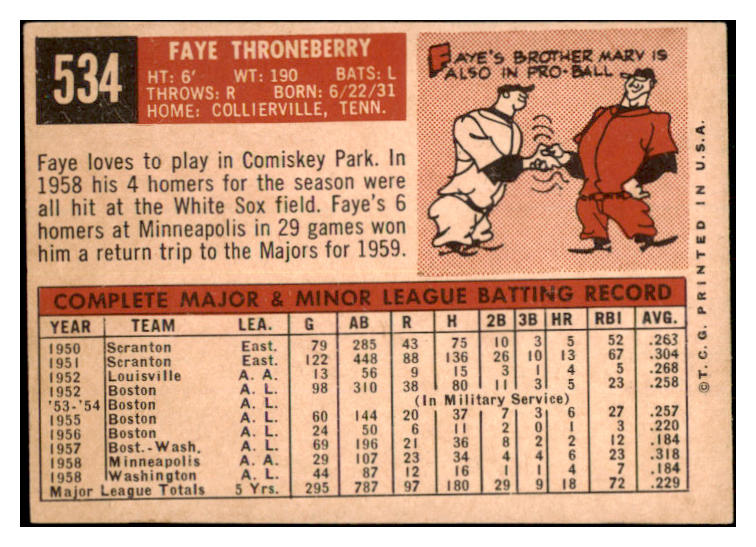 534
FAYE THRONEBERRY
HT: 6' WT: 190 BATS: L
THROWS: R BORN: 6/22/31
HOME: COLLIERVILLE, TENN.
FAYE'S BROTHER MARV IS
ALSO IN PRO-BALL
Faye loves to play in Comiskey Park. In
1958 his 4 homers for the season were
all hit at the White Sox field. Faye's 6
homers at Minneapolis in 29 games won
him a return trip to the Majors for 1959.
COMPLETE MAJOR & MINOR LEAGUE BATTING RECORD
YEAR TEAM LEA. G AB R H 2B 3B HR RBI AVG.
1950 Scranton East. 79 285 43 75 10 3 5 52 .263
1951 Scranton East. 122 448 88 136 26 10 13 67 .304
1952 Louisville A. A. 13 56 9 15 3 1 4 5 .268
1952 Boston A. L. 98 310 38 80 11 3 5 23 .258
'53-'54 Boston A. L. (In Military Service)
1955 Boston A. L. 60 144 20 37 7 3 6 27 .257
1956 Boston A. L. 24 50 6 11 2 0 1 3 .220
1957 Bost.-Wash. A. L. 69 196 21 36 8 2 2 12 .184
1958 Minneapolis A. A. 29 107 23 34 4 4 6 23 .318
1958 Washington A. L. 44 87 12 16 1 1 4 7 .184
Major League Totals 5 Yrs. 295 787 97 180 29 9 18 72 .229
© T. C. G. PRINTED IN U.S.A.